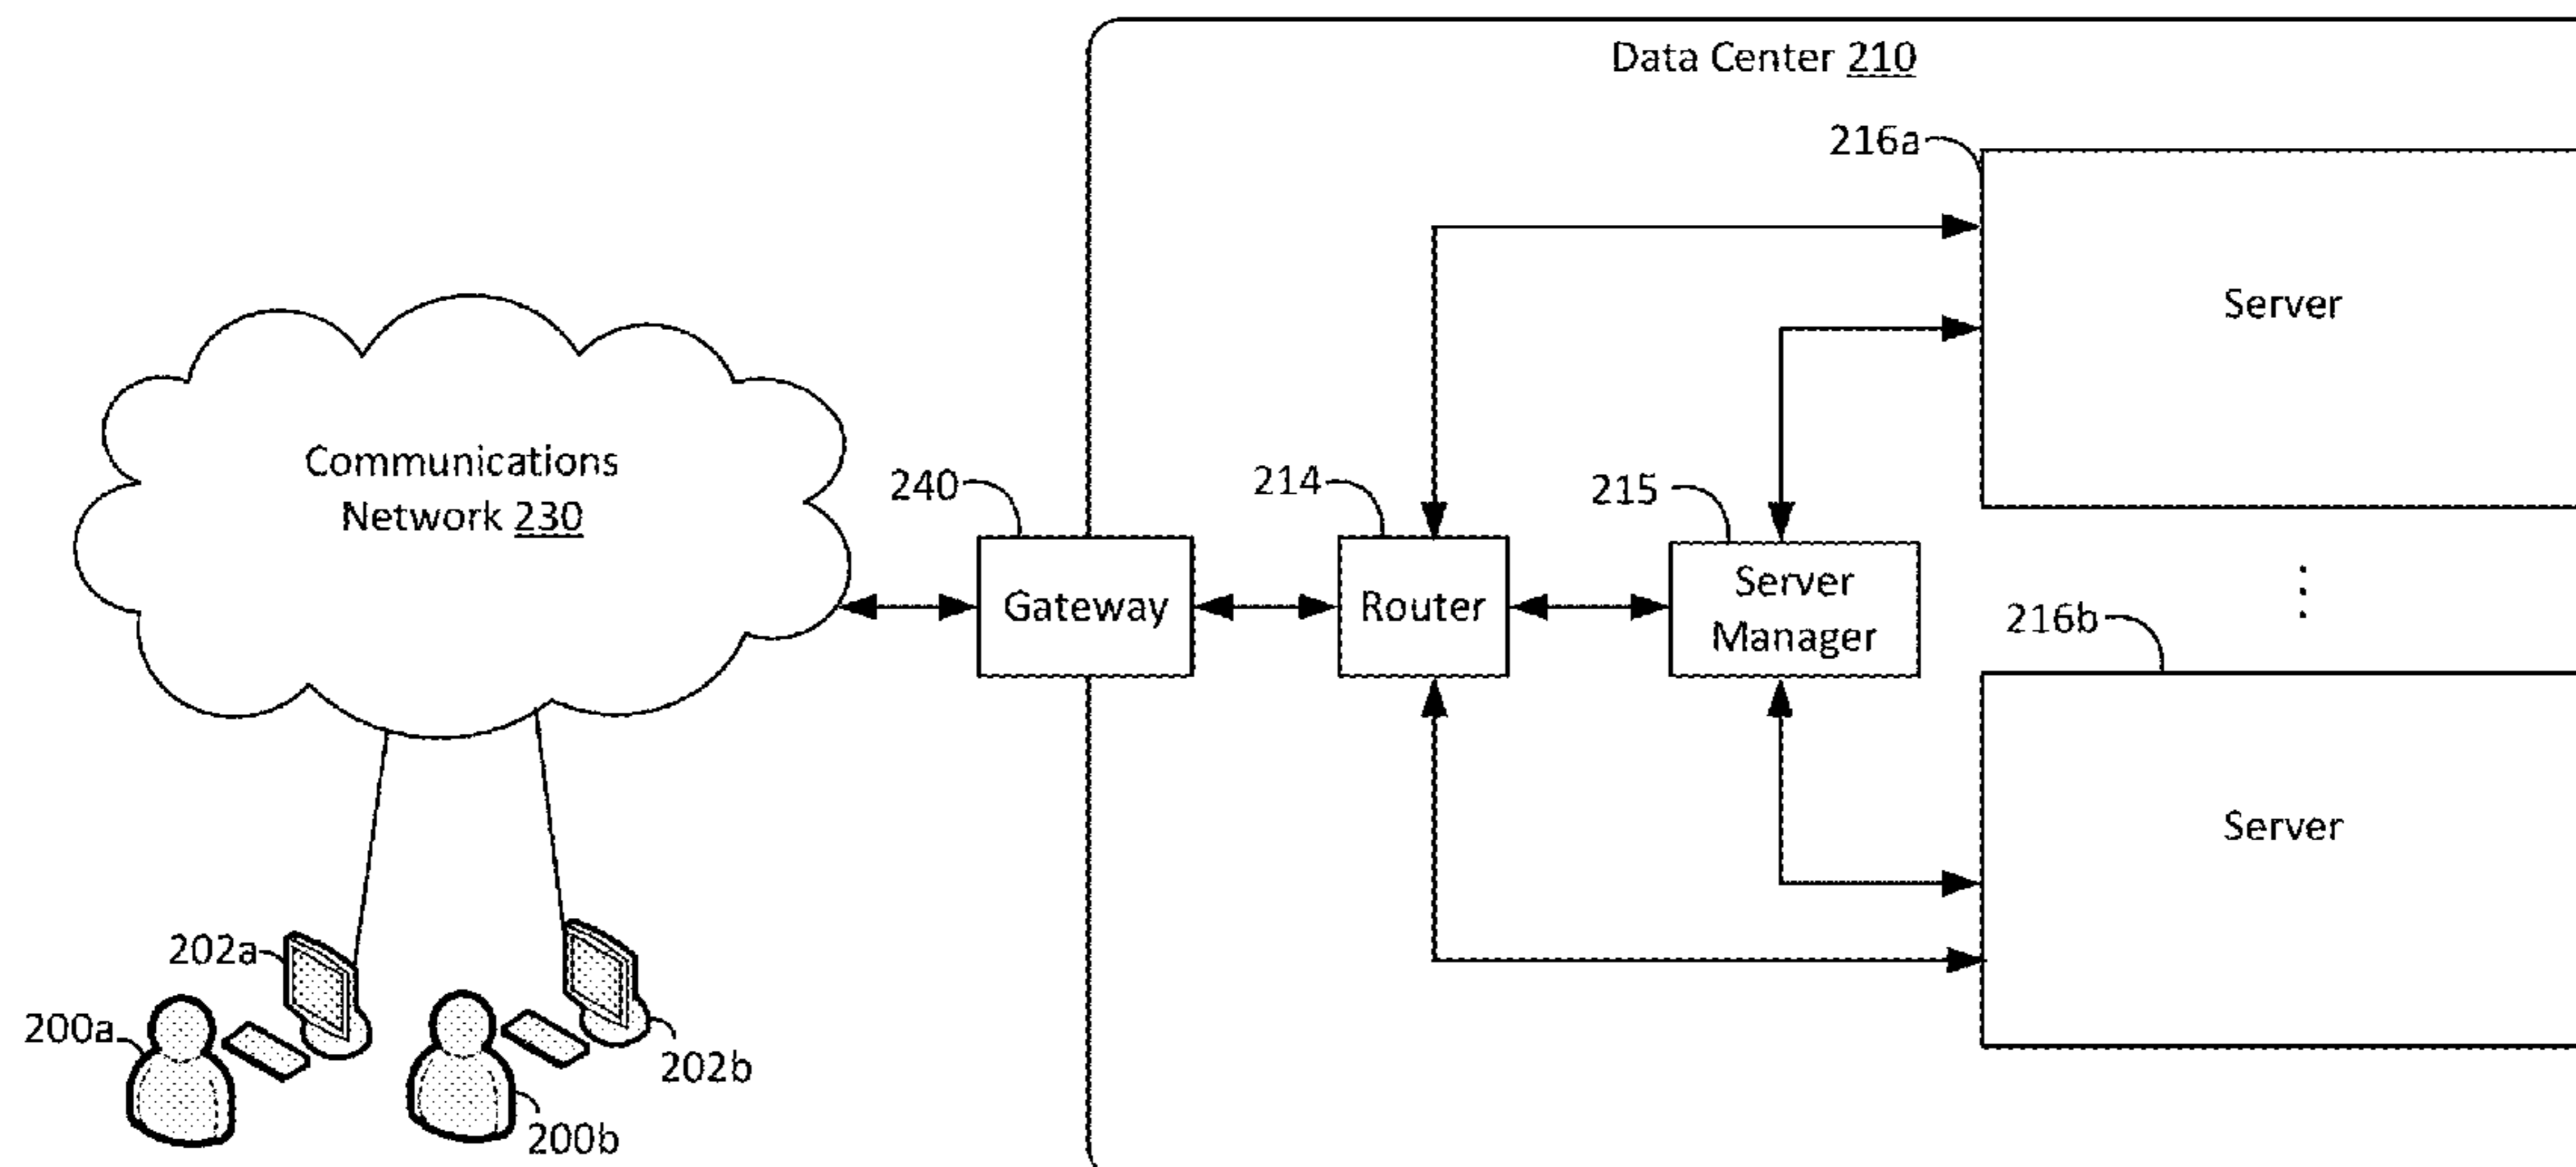 Data Center 210
216a
Server
Communications
Network 230
240
214
215
Gateway
Router
Server
Manager
216b
Server
202a
200a
202b
200b